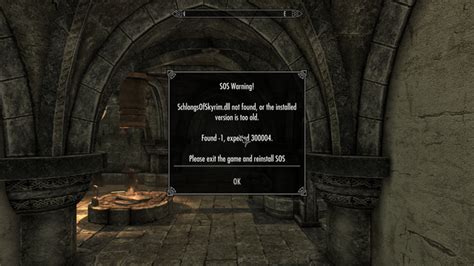 E
SOS Warning!
SchlongsOfSkyrim.dll not found, or the installed
version is too old.
Found -1, expected 300004.
Please exit the game and reinstall SOS
OK